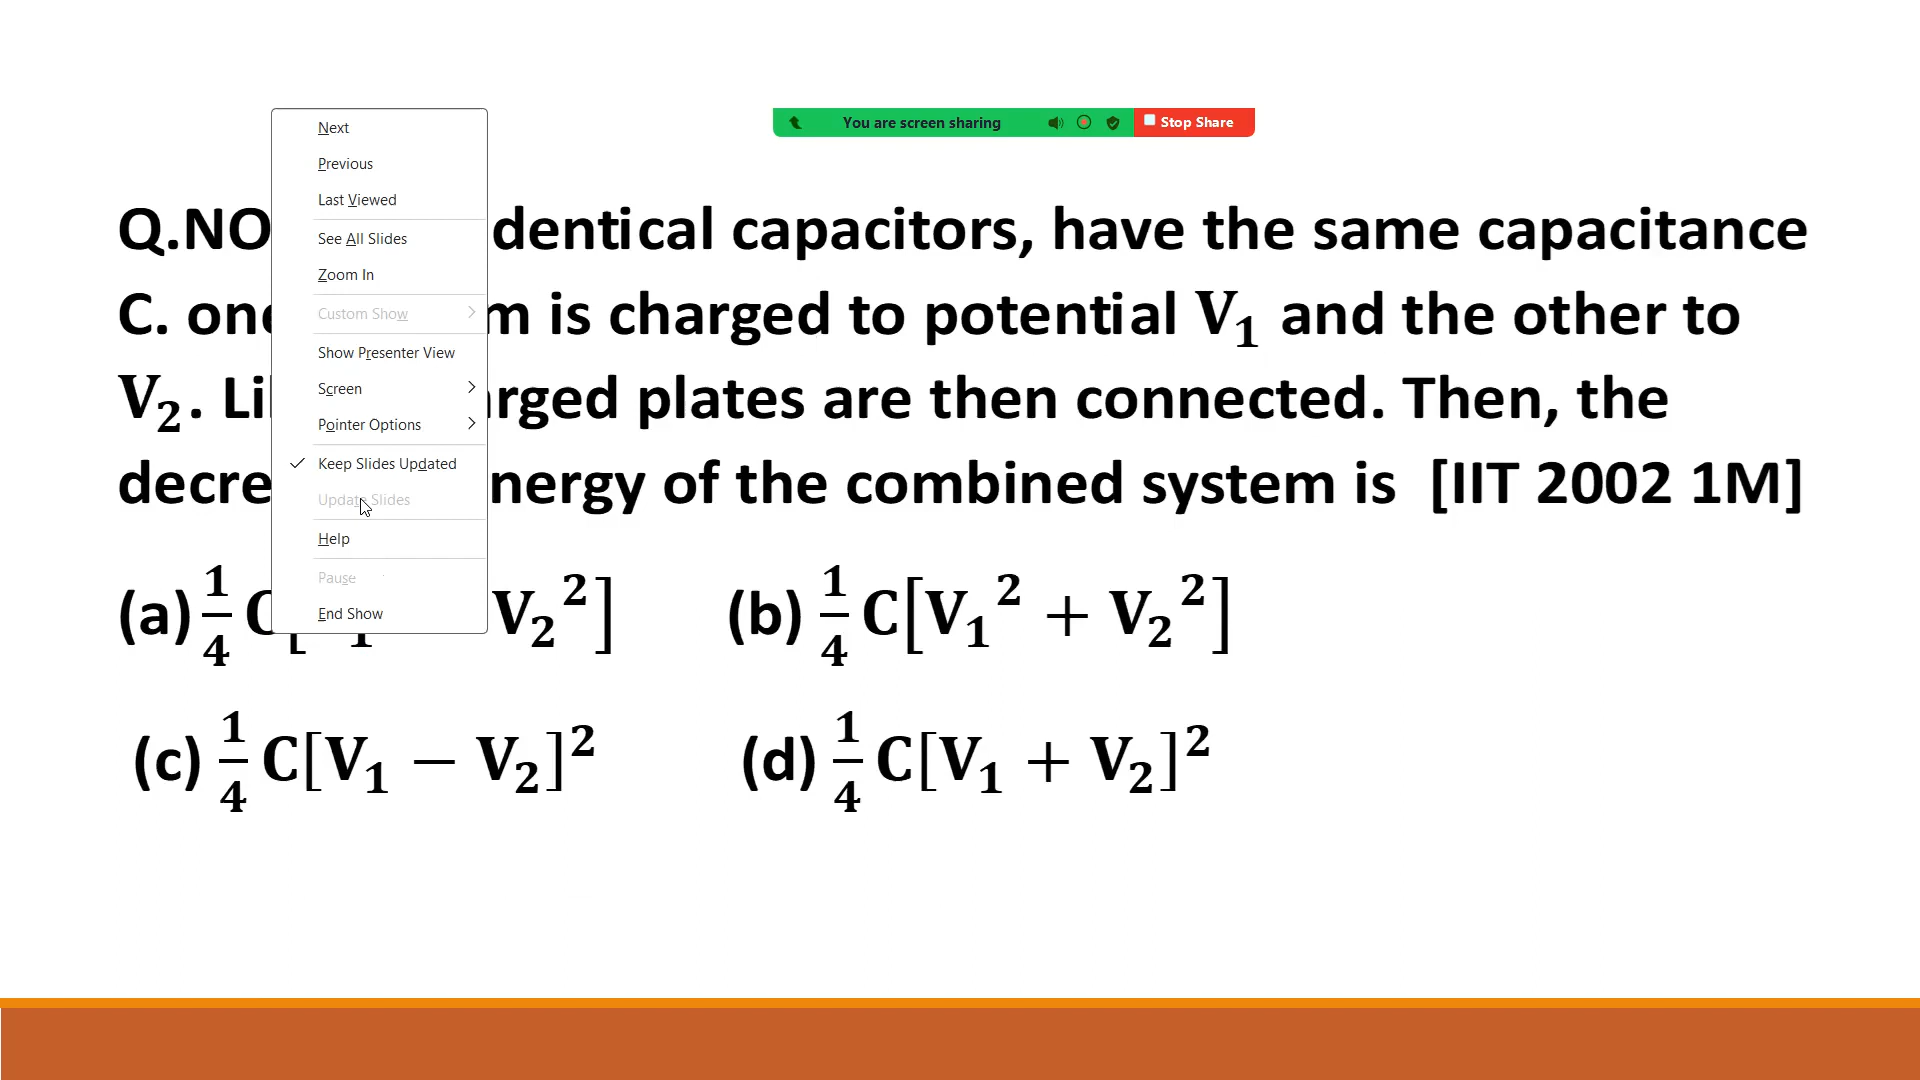 You are screen sharing
Stop Share
Next
Previous
Last Viewed
See All Slides
Zoom In
Custom Show
Show Presenter View
Screen
Pointer Options
Keep Slides Updated
Update Slides
Help
Pause
End Show
Q.NO dentical capacitors, have the same capacitance
C. one m is charged to potential V₁ and the other to
V₂. Li rged plates are then connected. Then, the
decre nergy of the combined system is [IIT 2002 1M]
(a) 1/4 C[ V₂²] (b) 1/4 C[V₁² + V₂²]
(c) 1/4 C[V₁ − V₂]² (d) 1/4 C[V₁ + V₂]²